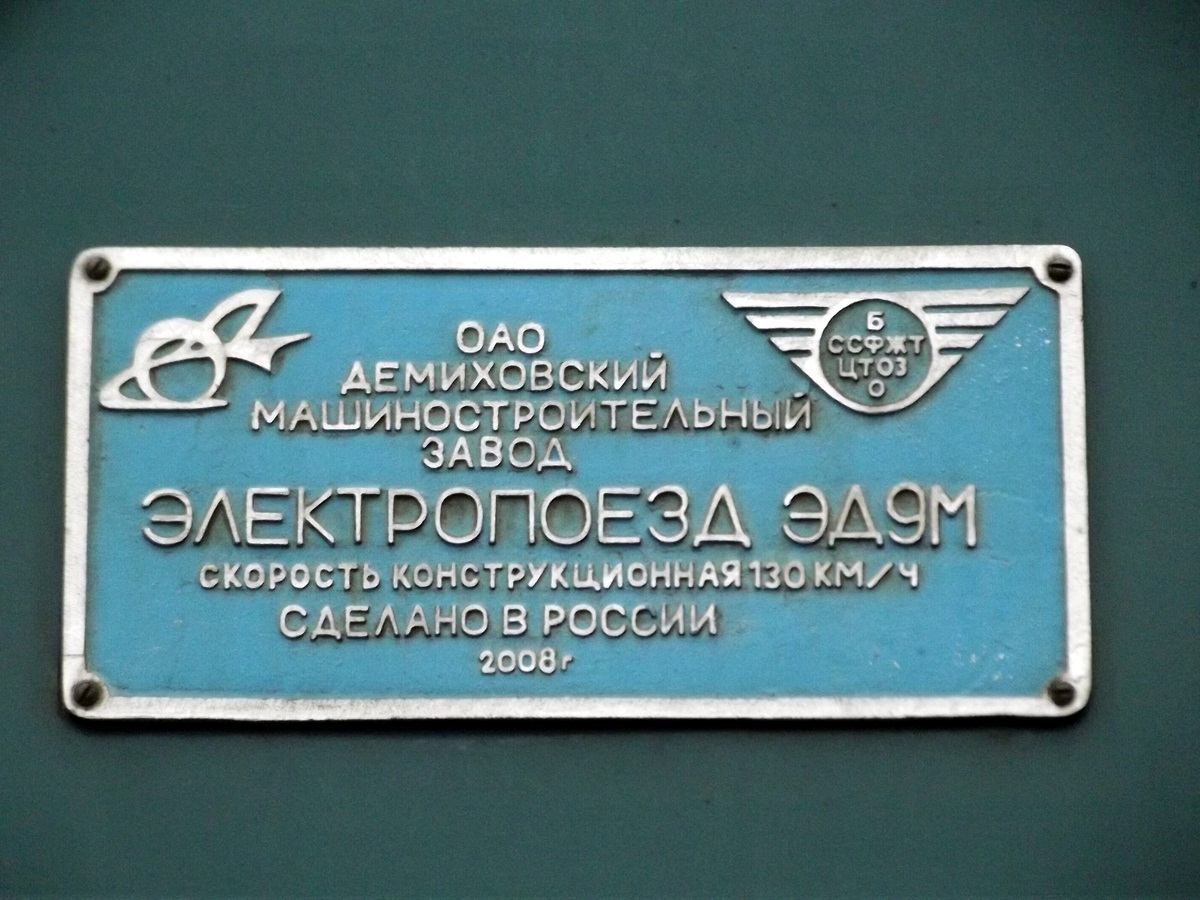 ОАО
ДЕМИХОВСКИЙ
МАШИНОСТРОИТЕЛЬНЫЙ
ЗАВОД
Б
ССФЖТ
ЦТОЗ
О
ЭЛЕКТРОПОЕЗД ЭД9М
СКОРОСТЬ КОНСТРУКЦИОННАЯ 130 КМ/Ч
СДЕЛАНО В РОССИИ
2008г